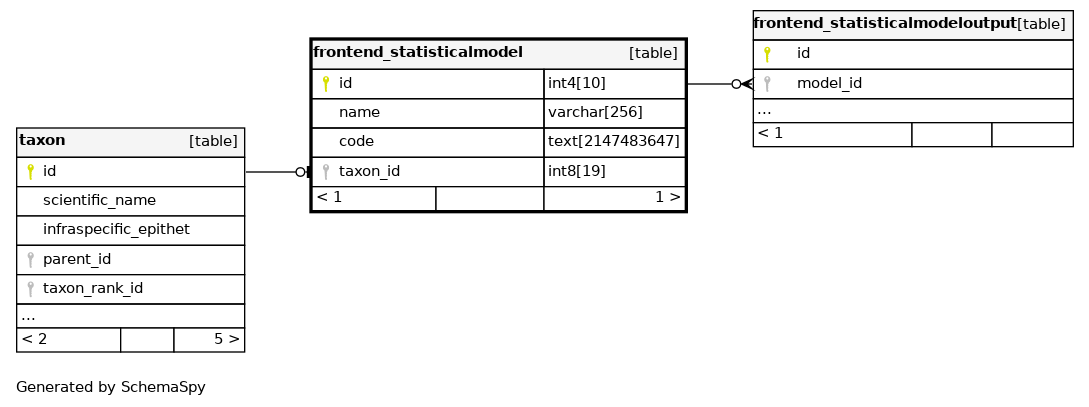 taxon [table]
id
scientific_name
infraspecific_epithet
parent_id
taxon_rank_id
...
< 2 5 >
frontend_statisticalmodel [table]
id int4[10]
name varchar[256]
code text[2147483647]
taxon_id int8[19]
< 1 1 >
frontend_statisticalmodeloutput[table]
id
model_id
...
< 1
Generated by SchemaSpy